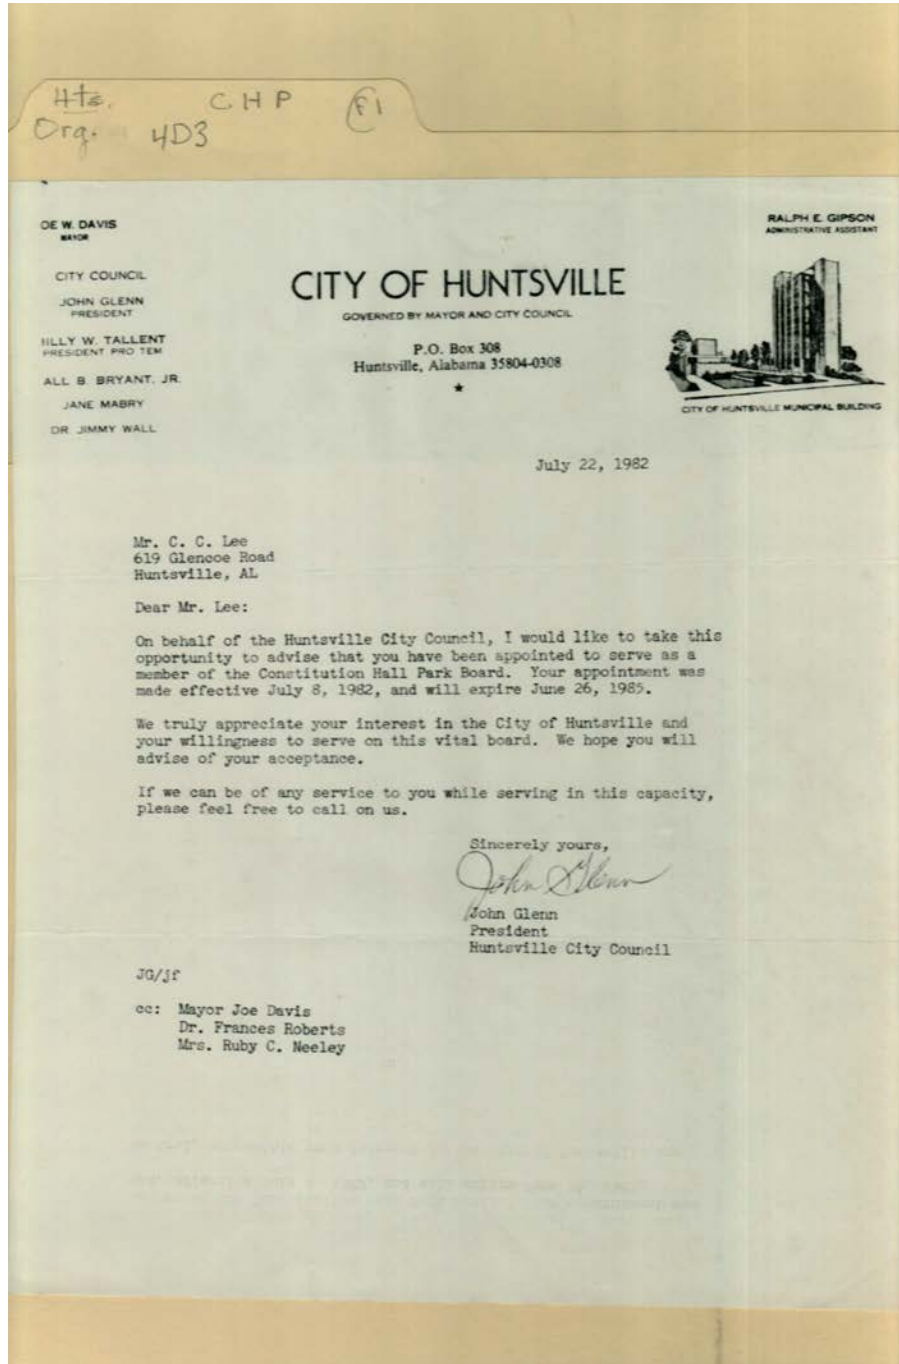 Hts. CHP F1
Org. 4D3
OE W. DAVIS
MAYOR
RALPH E. GIPSON
ADMINISTRATIVE ASSISTANT
CITY COUNCIL
JOHN GLENN
PRESIDENT
ILLY W. TALLENT
PRESIDENT PRO TEM
ALL B. BRYANT, JR.
JANE MABRY
DR. JIMMY WALL
CITY OF HUNTSVILLE
GOVERNED BY MAYOR AND CITY COUNCIL
P.O. Box 308
Huntsville, Alabama 35804-0308
CITY OF HUNTSVILLE MUNICIPAL BUILDING
July 22, 1982
Mr. C. C. Lee
619 Glencoe Road
Huntsville, AL
Dear Mr. Lee:
On behalf of the Huntsville City Council, I would like to take this
opportunity to advise that you have been appointed to serve as a
member of the Constitution Hall Park Board. Your appointment was
made effective July 8, 1982, and will expire June 26, 1985.
We truly appreciate your interest in the City of Huntsville and
your willingness to serve on this vital board. We hope you will
advise of your acceptance.
If we can be of any service to you while serving in this capacity,
please feel free to call on us.
Sincerely yours,
John Glenn
John Glenn
President
Huntsville City Council
JG/jf
cc: Mayor Joe Davis
Dr. Frances Roberts
Mrs. Ruby C. Neeley